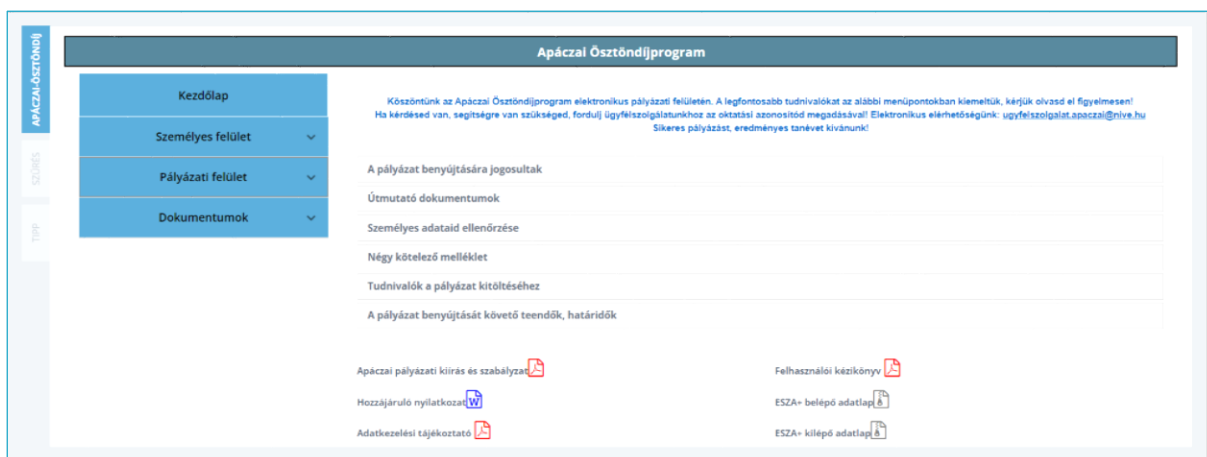 APÁCZAI-ÖSZTÖNDÍJ
SZŰRÉS
TIPP
Apáczai Ösztöndíjprogram
Kezdőlap
Személyes felület
Pályázati felület
Dokumentumok
Köszöntünk az Apáczai Ösztöndíjprogram elektronikus pályázati felületén. A legfontosabb tudnivalókat az alábbi menüpontokban kiemeltük, kérjük olvasd el figyelmesen!
Ha kérdésed van, segítségre van szükséged, fordulj ügyfélszolgálatunkhoz az oktatási azonosítód megadásával! Elektronikus elérhetőségünk: ugyfelszolgalat.apaczai@nive.hu
Sikeres pályázást, eredményes tanévet kívánunk!
A pályázat benyújtására jogosultak
Útmutató dokumentumok
Személyes adataid ellenőrzése
Négy kötelező melléklet
Tudnivalók a pályázat kitöltéséhez
A pályázat benyújtását követő teendők, határidők
Apáczai pályázati kiírás és szabályzat
Hozzájáruló nyilatkozat
Adatkezelési tájékoztató
Felhasználói kézikönyv
ESZA+ belépő adatlap
ESZA+ kilépő adatlap